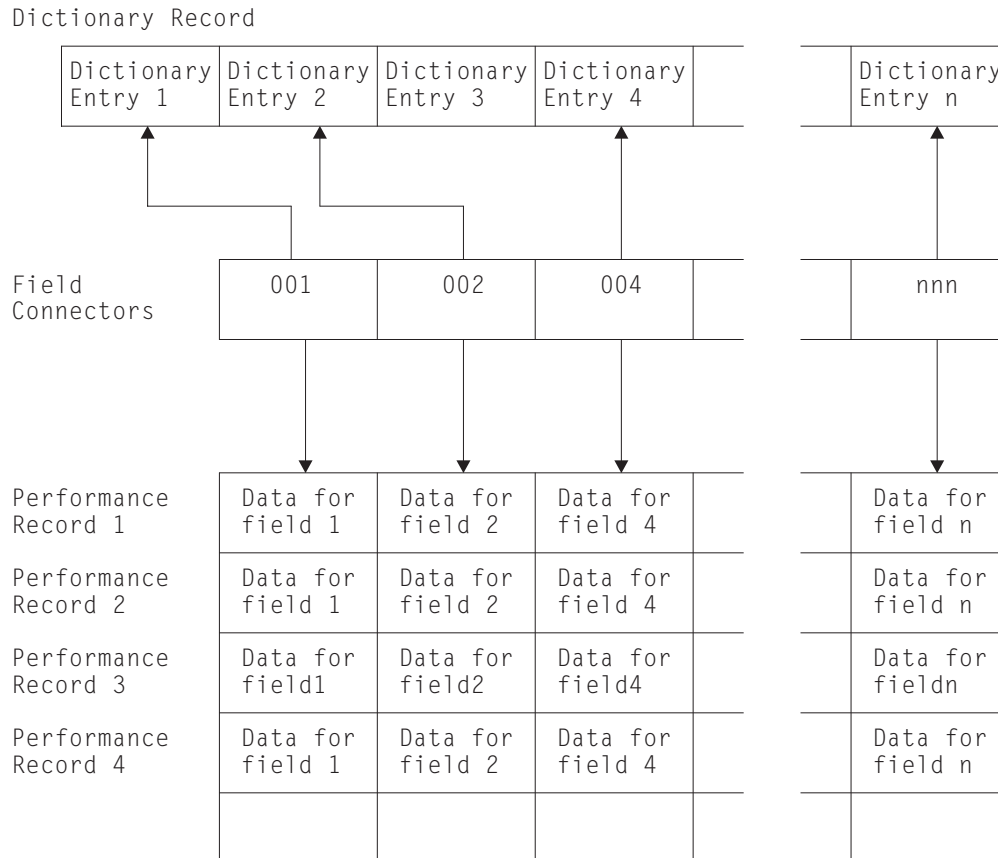 Dictionary Record
Dictionary Dictionary Dictionary Dictionary Dictionary
Entry 1 Entry 2 Entry 3 Entry 4 Entry n
Field 001 002 004 nnn
Connectors
Performance Data for Data for Data for Data for
Record 1 field 1 field 2 field 4 field n
Performance Data for Data for Data for Data for
Record 2 field 1 field 2 field 4 field n
Performance Data for Data for Data for Data for
Record 3 field1 field2 field4 fieldn
Performance Data for Data for Data for Data for
Record 4 field 1 field 2 field 4 field n